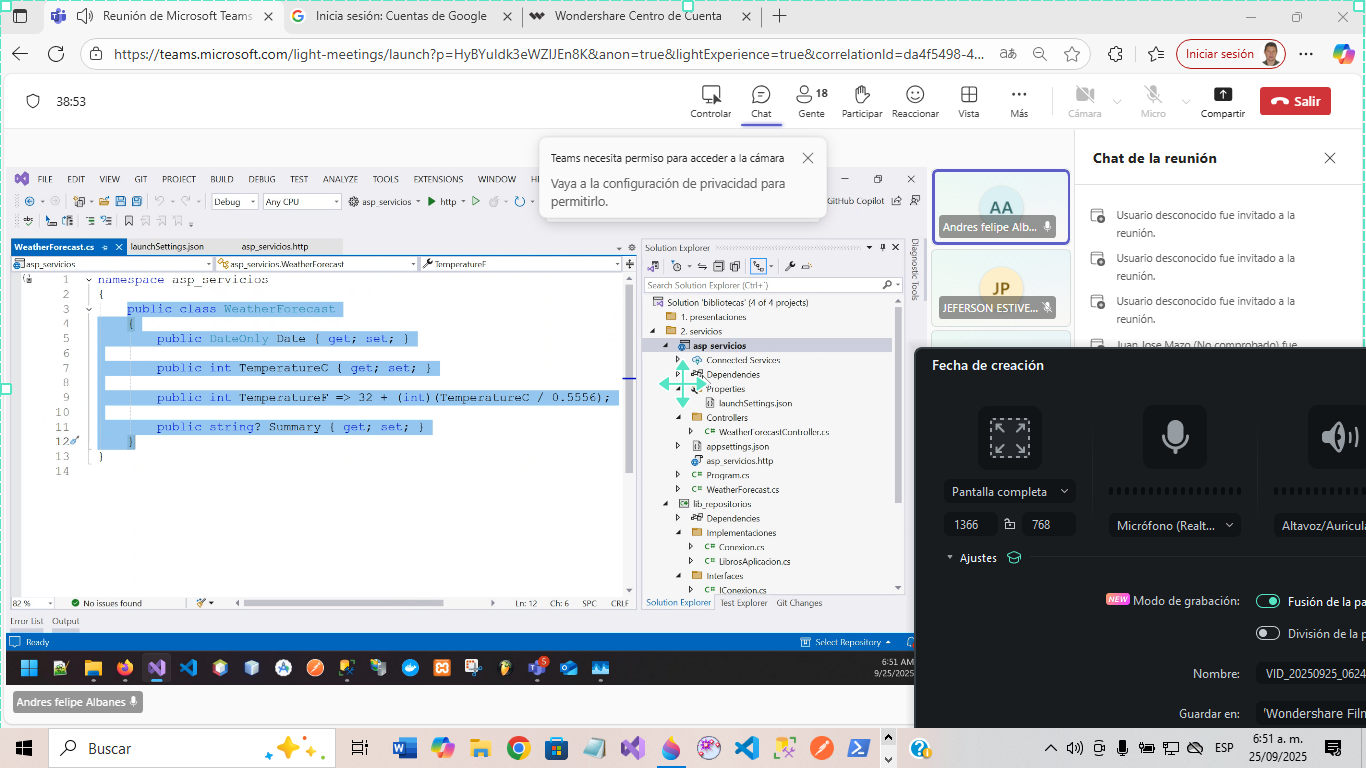 Reunión de Microsoft Teams
Inicia sesión: Cuentas de Google
Wondershare Centro de Cuenta
https://teams.microsoft.com/light-meetings/launch?p=HyBYuIdk3eWZlJEn8K&anon=true&lightExperience=true&correlationId=da4f5498-4...
Iniciar sesión
38:53
Controlar
Chat
18
Gente
Participar
Reaccionar
Vista
Más
Cámara
Micro
Compartir
Salir
Teams necesita permiso para acceder a la cámara
Vaya a la configuración de privacidad para
permitirlo.
Chat de la reunión
Usuario desconocido fue invitado a la
reunión.
Usuario desconocido fue invitado a la
reunión.
Usuario desconocido fue invitado a la
reunión.
Juan Jose Mazo (No comprobado) fue
AA
Andres felipe Alb...
JP
JEFERSON ESTIVE...
FILE EDIT VIEW GIT PROJECT BUILD DEBUG TEST ANALYZE TOOLS EXTENSIONS WINDOW
Debug Any CPU asp_servicios http GitHub Copilot
WeatherForecast.cs launchSettings.json asp_servicios.http
asp_servicios asp_servicios.WeatherForecast TemperatureF
1 namespace asp_servicios
2 {
3 public class WeatherForecast
4 {
5 public DateOnly Date { get; set; }
6
7 public int TemperatureC { get; set; }
8
9 public int TemperatureF => 32 + (int)(TemperatureC / 0.5556);
10
11 public string? Summary { get; set; }
12 }
13 }
14
82 % No issues found Ln: 12 Ch: 6 SPC CRLF
Error List Output
Ready Select Repository
Solution Explorer
Search Solution Explorer (Ctrl+')
Solution 'bibliotecas' (4 of 4 projects)
1. presentaciones
2. servicios
asp_servicios
Connected Services
Dependencies
Properties
launchSettings.json
Controllers
WeatherForecastController.cs
appsettings.json
asp_servicios.http
Program.cs
WeatherForecast.cs
lib_repositorios
Dependencies
Implementaciones
Conexion.cs
LibrosAplicacion.cs
Interfaces
IConexion.cs
Solution Explorer Test Explorer Git Changes
Diagnostic Tools
5
6:51 AM
9/25/2025
Andres felipe Albanes
Fecha de creación
Pantalla completa
1366 768
Micrófono (Realt...
Altavoz/Auricula
Ajustes
NEW Modo de grabación: Fusión de la pa
División de la p
Nombre: VID_20250925_0624
Guardar en: 'Wondershare Film
Buscar
ESP
6:51 a. m.
25/09/2025